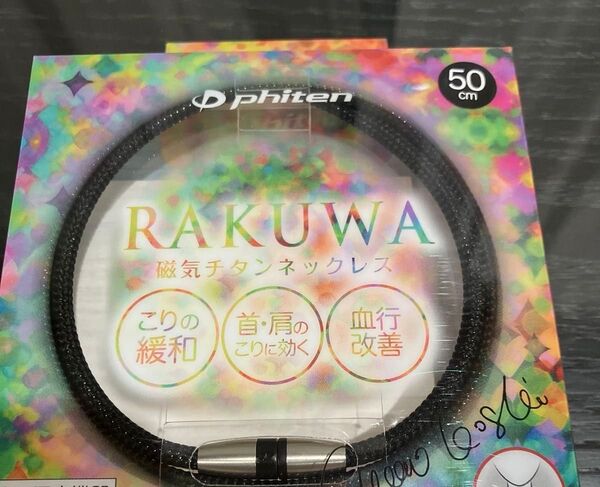 phiten
50
cm
RAKUWA
磁気チタンネックレス
こりの
緩和
首・肩の
こりに効く
血行
改善